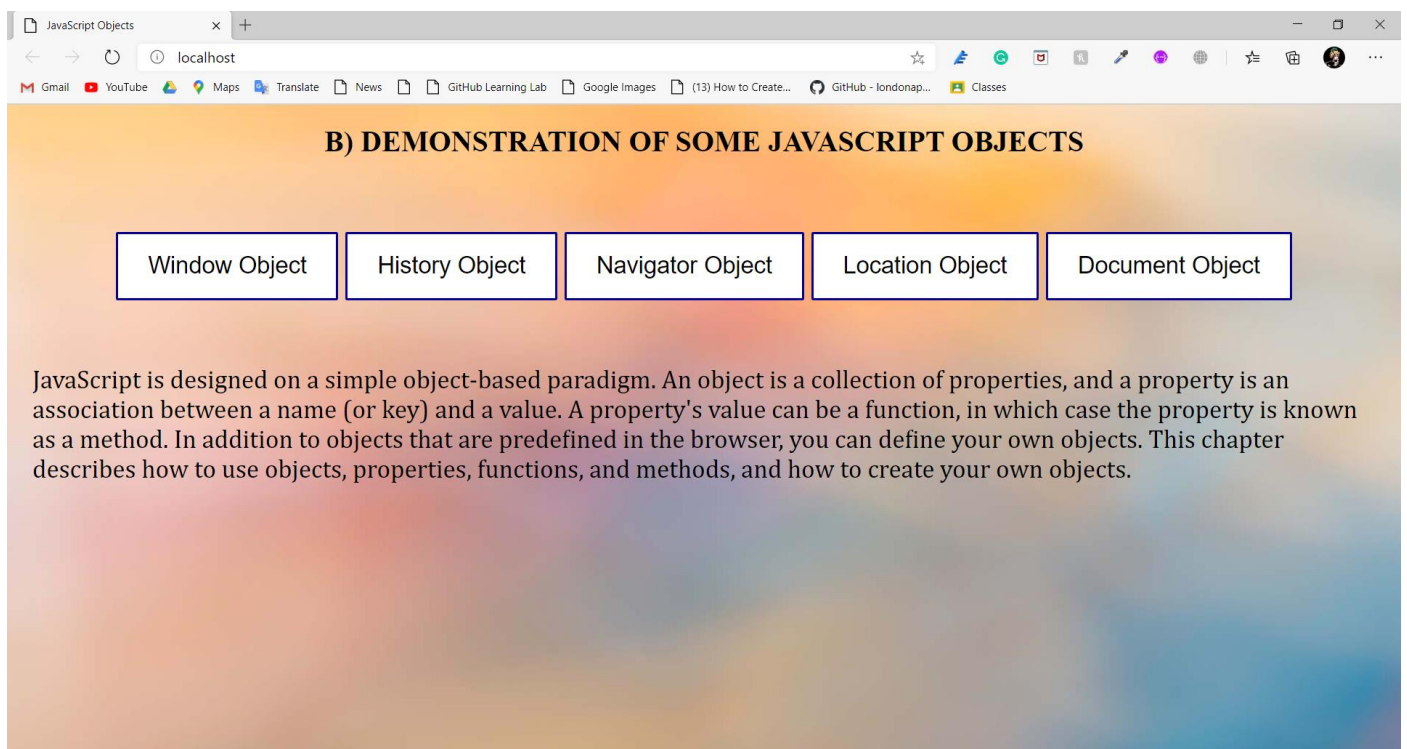 JavaScript Objects
localhost
Gmail YouTube Maps Translate News GitHub Learning Lab Google Images (13) How to Create... GitHub - londonap... Classes
B) DEMONSTRATION OF SOME JAVASCRIPT OBJECTS
Window Object History Object Navigator Object Location Object Document Object
JavaScript is designed on a simple object-based paradigm. An object is a collection of properties, and a property is an
association between a name (or key) and a value. A property's value can be a function, in which case the property is known
as a method. In addition to objects that are predefined in the browser, you can define your own objects. This chapter
describes how to use objects, properties, functions, and methods, and how to create your own objects.